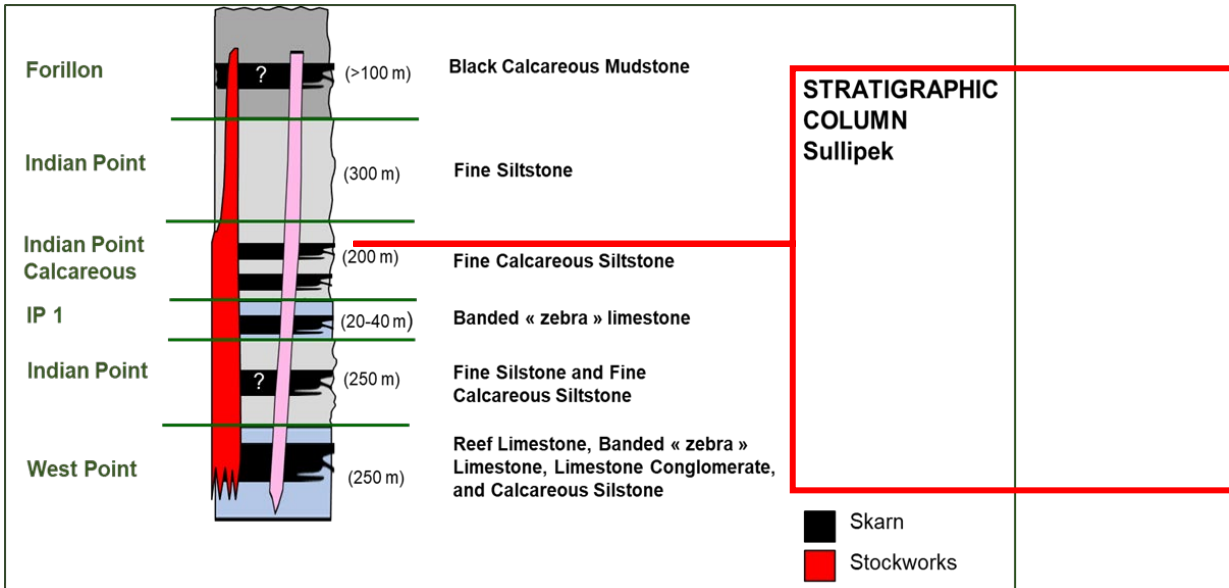 Forillon
?
(>100 m)
Black Calcareous Mudstone
STRATIGRAPHIC
COLUMN
Sullipek
Indian Point
(300 m)
Fine Siltstone
Indian Point
Calcareous
(200 m)
Fine Calcareous Siltstone
IP 1
(20-40 m)
Banded « zebra » limestone
Indian Point
?
(250 m)
Fine Silstone and Fine
Calcareous Siltstone
West Point
(250 m)
Reef Limestone, Banded « zebra »
Limestone, Limestone Conglomerate,
and Calcareous Silstone
Skarn
Stockworks